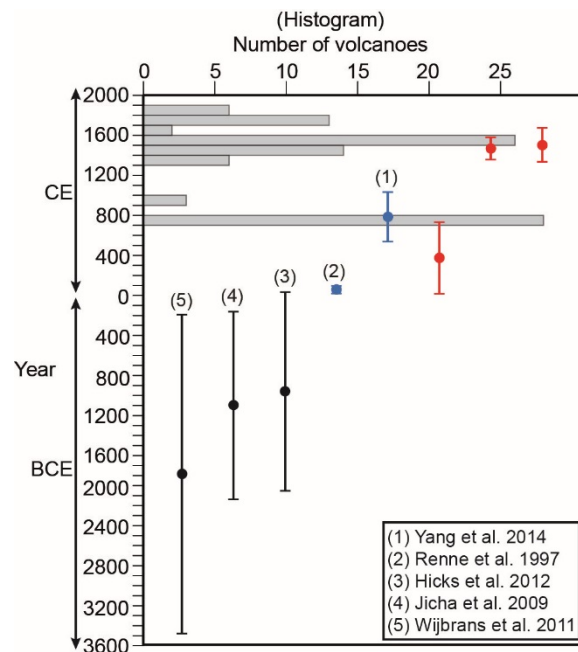 (Histogram)
Number of volcanoes
0 5 10 15 20 25
2000
1600
1200
800
400
0
400
800
1200
1600
2000
2400
2800
3200
3600
CE
Year
BCE
(1)
(2)
(3)
(4)
(5)
(1) Yang et al. 2014
(2) Renne et al. 1997
(3) Hicks et al. 2012
(4) Jicha et al. 2009
(5) Wijbrans et al. 2011